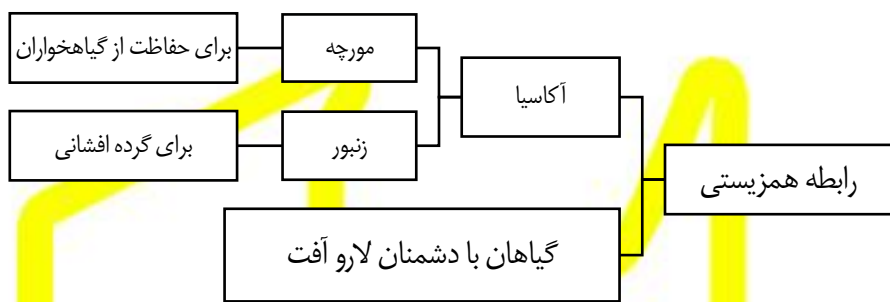 رابطه همزیستی
آکاسیا
مورچه
برای حفاظت از گیاهخواران
زنبور
برای گرده افشانی
گیاهان با دشمنان لارو آفت